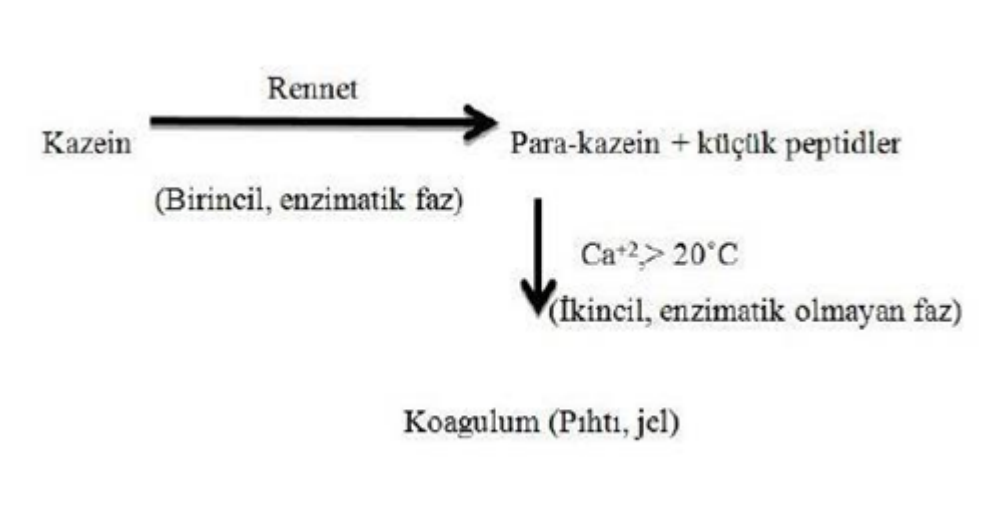 Rennet
Kazein
Para-kazein + küçük peptidler
(Birincil, enzimatik faz)
Ca⁺²,> 20˚C
(İkincil, enzimatik olmayan faz)
Koagulum (Pıhtı, jel)